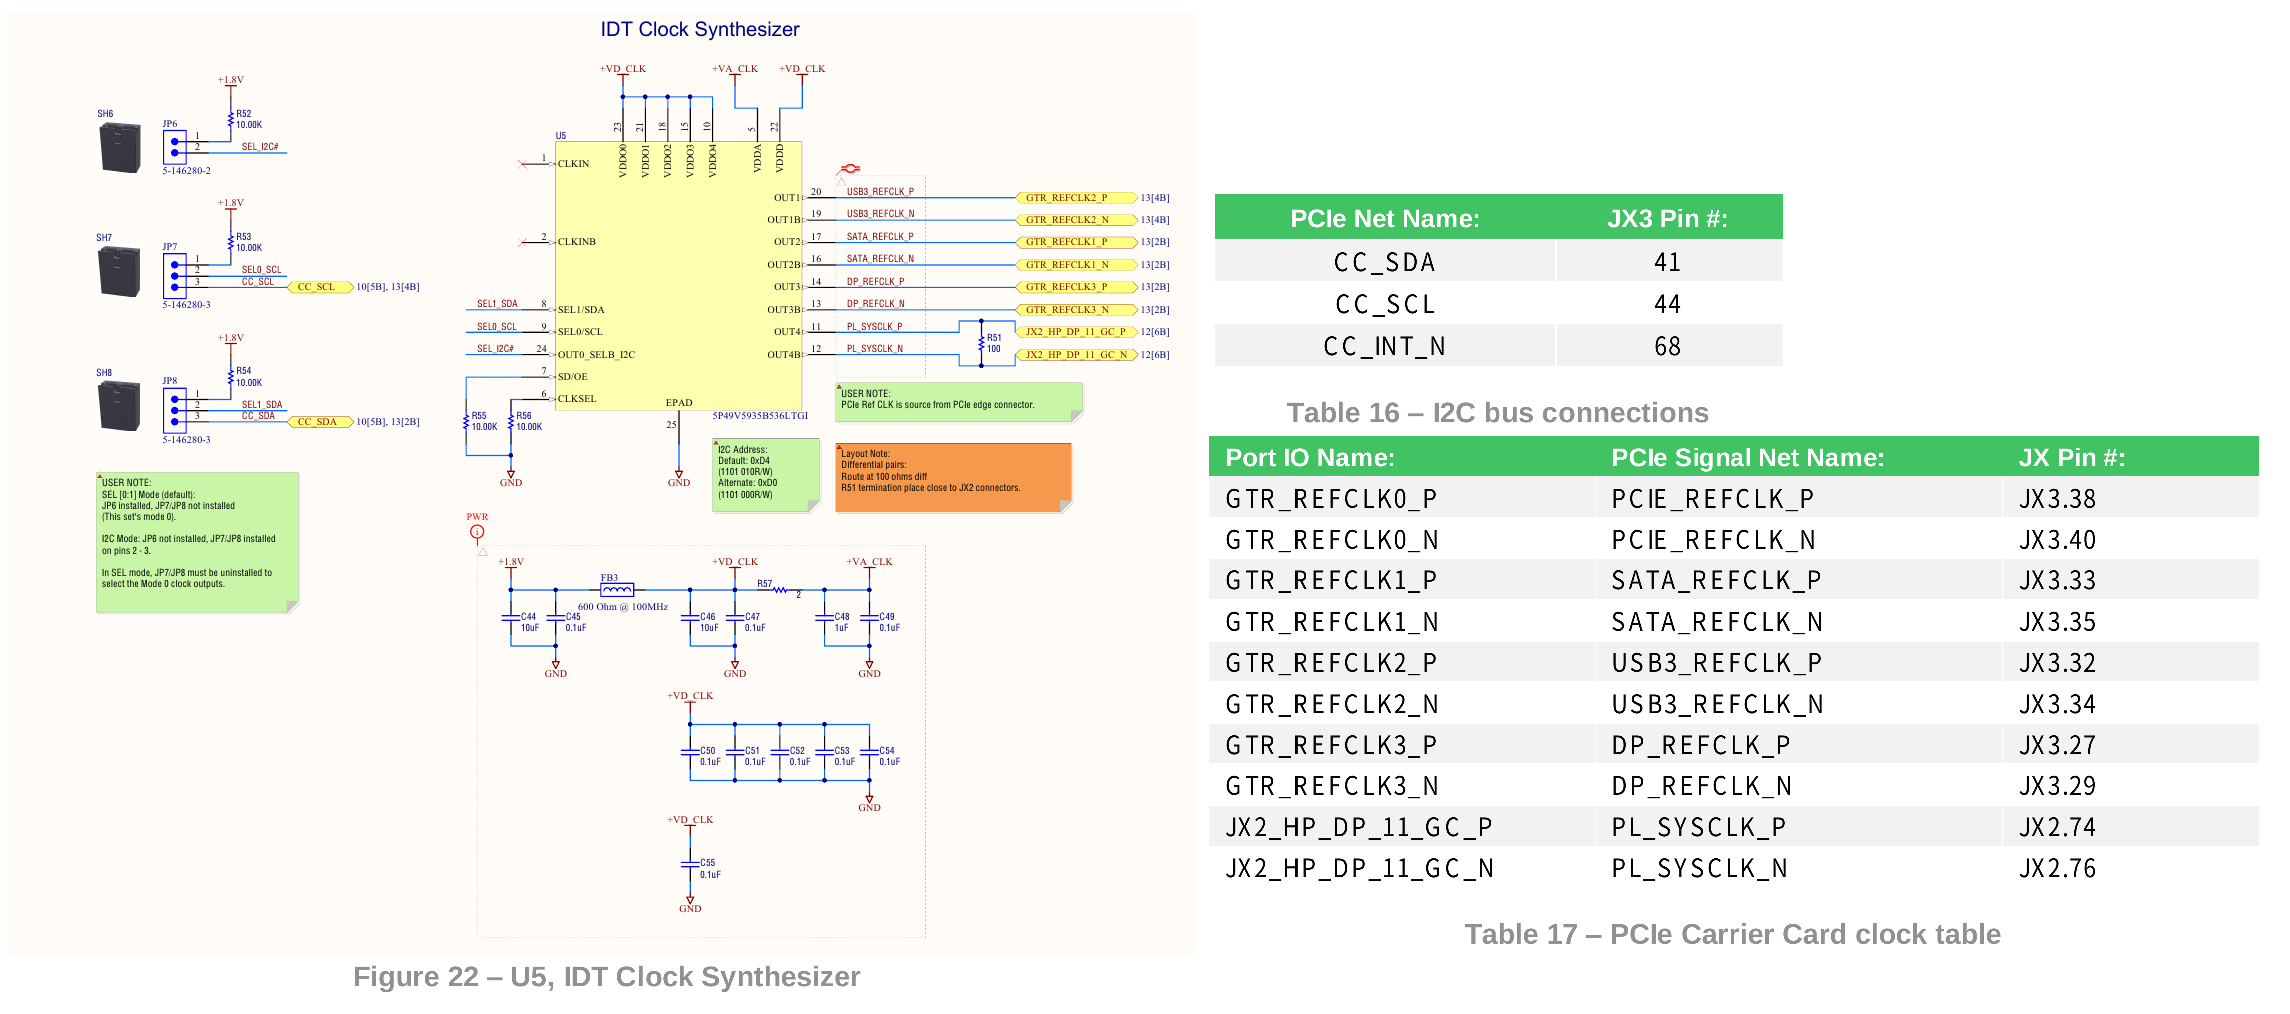 IDT Clock Synthesizer
+1.8V
SH6
R52
10.00K
JP6
1
2
SEL_I2C#
5-146280-2
+1.8V
SH7
R53
10.00K
JP7
1
2
SEL0_SCL
3
CC_SCL
CC_SCL 10[5B], 13[4B]
5-146280-3
+1.8V
SH8
R54
10.00K
JP8
1
2
SEL1_SDA
3
CC_SDA
CC_SDA 10[5B], 13[2B]
5-146280-3
USER NOTE:
SEL [0:1] Mode (default):
JP6 installed, JP7/JP8 not installed
(This set's mode 0).
I2C Mode: JP6 not installed, JP7/JP8 installed
on pins 2 - 3.
In SEL mode, JP7/JP8 must be uninstalled to
select the Mode 0 clock outputs.
+VD_CLK +VA_CLK +VD_CLK
U5
23 21 18 15 10 5 22
VDDO0 VDDO1 VDDO2 VDDO3 VDDO4 VDDA VDDD
1 CLKIN
2 CLKINB
SEL1_SDA 8 SEL1/SDA
SEL0_SCL 9 SEL0/SCL
SEL_I2C# 24 OUT0_SELB_I2C
7 SD/OE
6 CLKSEL
EPAD
25
5P49V5935B536LTGI
R55
10.00K
R56
10.00K
GND
GND
OUT1 20 USB3_REFCLK_P GTR_REFCLK2_P 13[4B]
OUT1B 19 USB3_REFCLK_N GTR_REFCLK2_N 13[4B]
OUT2 17 SATA_REFCLK_P GTR_REFCLK1_P 13[2B]
OUT2B 16 SATA_REFCLK_N GTR_REFCLK1_N 13[2B]
OUT3 14 DP_REFCLK_P GTR_REFCLK3_P 13[2B]
OUT3B 13 DP_REFCLK_N GTR_REFCLK3_N 13[2B]
OUT4 11 PL_SYSCLK_P JX2_HP_DP_11_GC_P 12[6B]
R51
100
OUT4B 12 PL_SYSCLK_N JX2_HP_DP_11_GC_N 12[6B]
USER NOTE:
PCIe Ref CLK is source from PCIe edge connector.
I2C Address:
Default: 0xD4
(1101 010R/W)
Alternate: 0xD0
(1101 000R/W)
Layout Note:
Differential pairs:
Route at 100 ohms diff
R51 termination place close to JX2 connectors.
PWR
i
+1.8V +VD_CLK +VA_CLK
FB3
600 Ohm @ 100MHz
R57
2
C44
10uF
C45
0.1uF
C46
10uF
C47
0.1uF
C48
1uF
C49
0.1uF
GND GND GND
+VD_CLK
C50
0.1uF
C51
0.1uF
C52
0.1uF
C53
0.1uF
C54
0.1uF
GND
+VD_CLK
C55
0.1uF
GND
Figure 22 – U5, IDT Clock Synthesizer
PCIe Net Name: JX3 Pin #:
CC_SDA 41
CC_SCL 44
CC_INT_N 68
Table 16 – I2C bus connections
Port IO Name: PCIe Signal Net Name: JX Pin #:
GTR_REFCLK0_P PCIE_REFCLK_P JX3.38
GTR_REFCLK0_N PCIE_REFCLK_N JX3.40
GTR_REFCLK1_P SATA_REFCLK_P JX3.33
GTR_REFCLK1_N SATA_REFCLK_N JX3.35
GTR_REFCLK2_P USB3_REFCLK_P JX3.32
GTR_REFCLK2_N USB3_REFCLK_N JX3.34
GTR_REFCLK3_P DP_REFCLK_P JX3.27
GTR_REFCLK3_N DP_REFCLK_N JX3.29
JX2_HP_DP_11_GC_P PL_SYSCLK_P JX2.74
JX2_HP_DP_11_GC_N PL_SYSCLK_N JX2.76
Table 17 – PCIe Carrier Card clock table